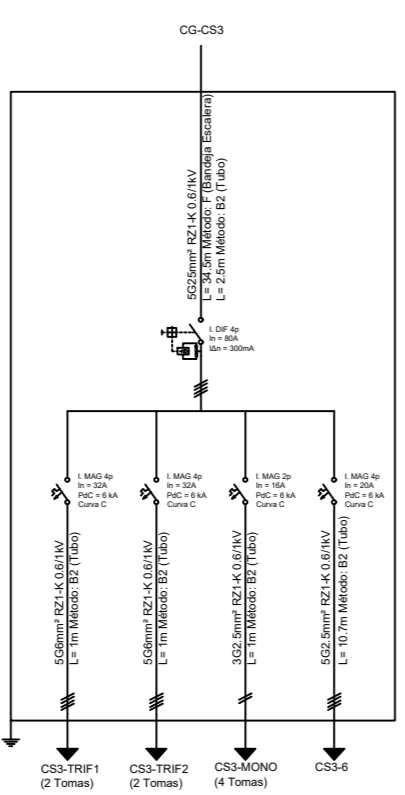 CG-CS3
5G25mm² RZ1-K 0.6/1kV
L= 34.5m Método: F (Bandeja Escalera)
L= 2.5m Método: B2 (Tubo)
I. DIF 4p
In = 80A
IΔn = 300mA
I. MAG 4p
In = 32A
PdC = 6 kA
Curva C
I. MAG 4p
In = 32A
PdC = 6 kA
Curva C
I. MAG 2p
In = 16A
PdC = 6 kA
Curva C
I. MAG 4p
In = 20A
PdC = 6 kA
Curva C
5G6mm² RZ1-K 0.6/1kV
L= 1m Método: B2 (Tubo)
5G6mm² RZ1-K 0.6/1kV
L= 1m Método: B2 (Tubo)
3G2.5mm² RZ1-K 0.6/1kV
L= 1m Método: B2 (Tubo)
5G2.5mm² RZ1-K 0.6/1kV
L= 10.7m Método: B2 (Tubo)
CS3-TRIF1
(2 Tomas)
CS3-TRIF2
(2 Tomas)
CS3-MONO
(4 Tomas)
CS3-6